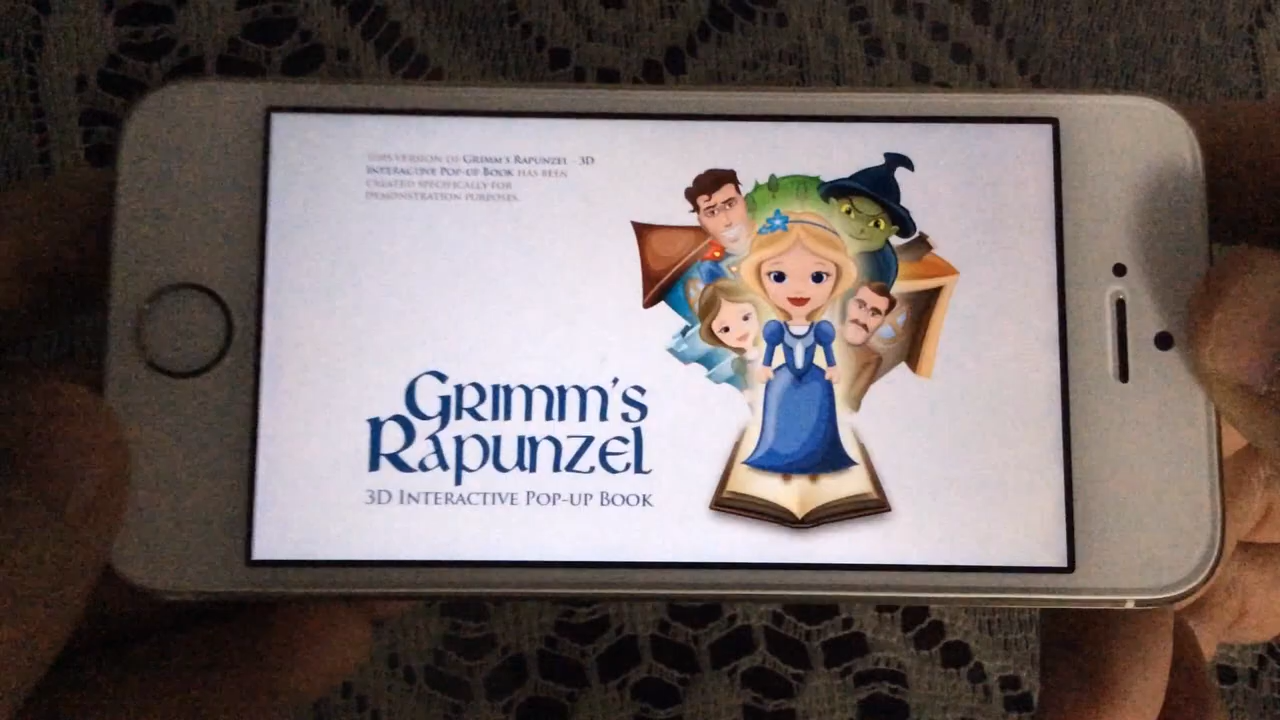 THIS VERSION OF GRIMM'S RAPUNZEL - 3D
INTERACTIVE POP-UP BOOK HAS BEEN
CREATED SPECIFICALLY FOR
DEMONSTRATION PURPOSES.
GRIMM'S
RAPUNZEL
3D INTERACTIVE POP-UP BOOK